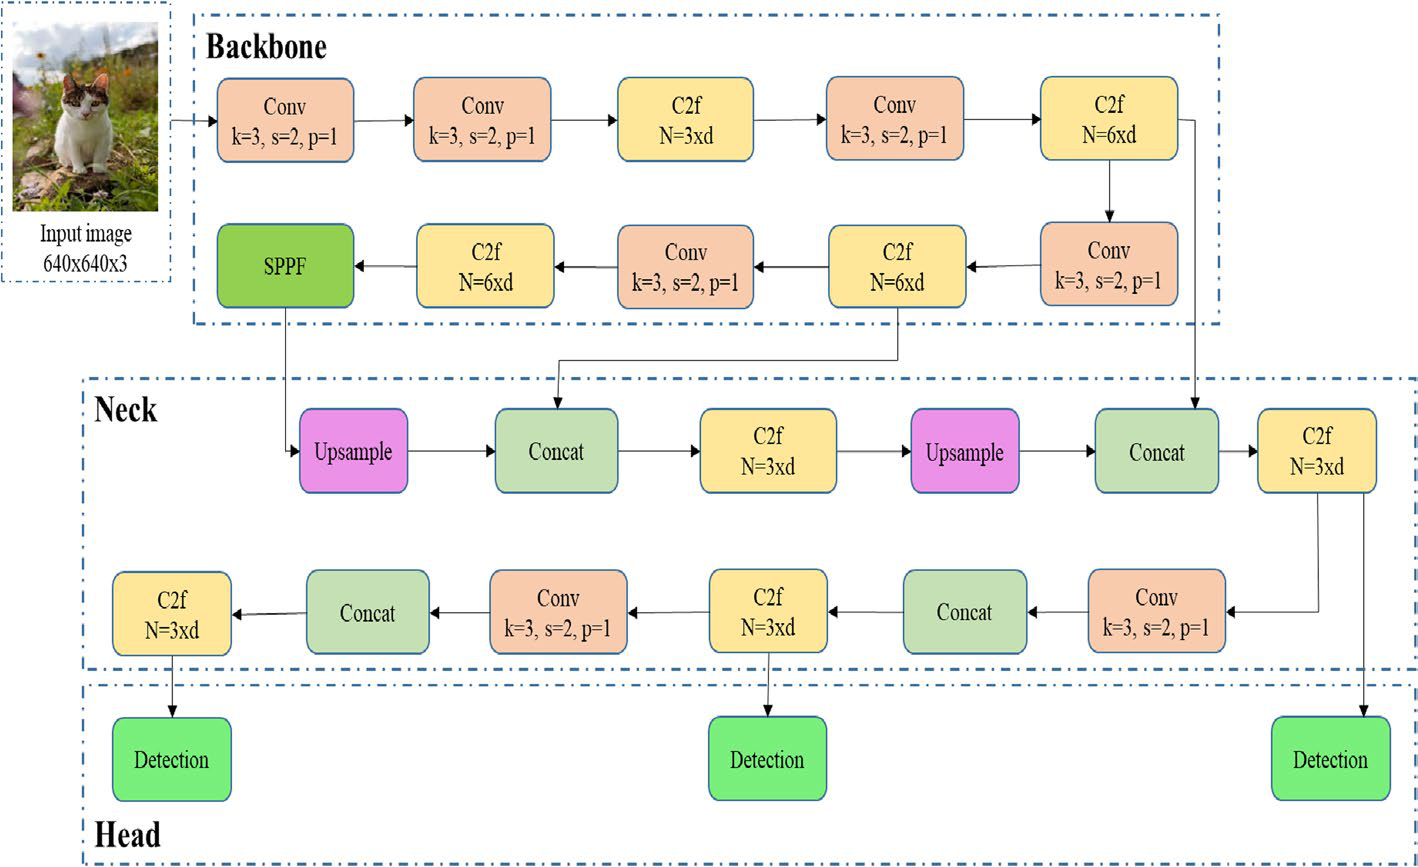 Backbone
Conv
k=3, s=2, p=1
Conv
k=3, s=2, p=1
C2f
N=3xd
Conv
k=3, s=2, p=1
C2f
N=6xd
Input image
640x640x3
SPPF
C2f
N=6xd
Conv
k=3, s=2, p=1
C2f
N=6xd
Conv
k=3, s=2, p=1
Neck
Upsample
Concat
C2f
N=3xd
Upsample
Concat
C2f
N=3xd
C2f
N=3xd
Concat
Conv
k=3, s=2, p=1
C2f
N=3xd
Concat
Conv
k=3, s=2, p=1
Detection
Detection
Detection
Head